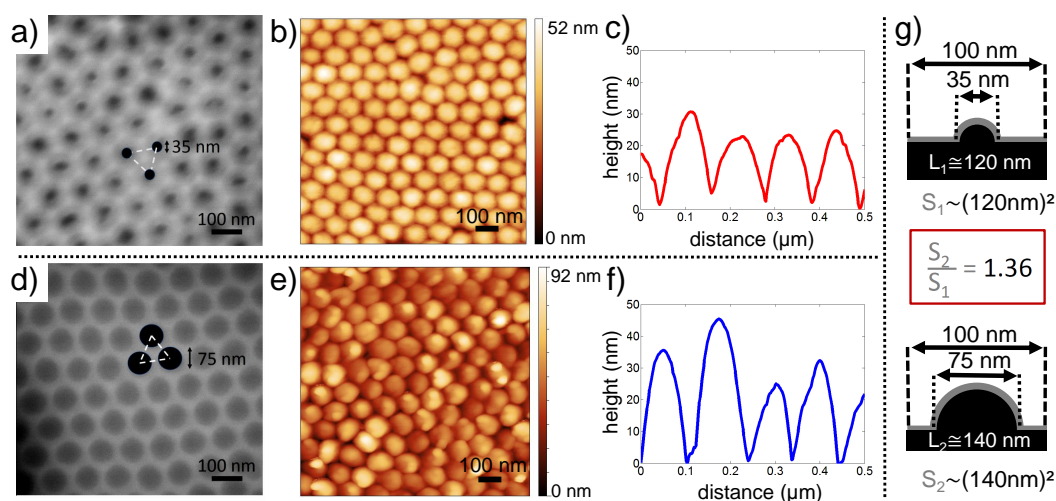 a)
35 nm
100 nm
b)
100 nm
52 nm
0 nm
c)
height (nm)
50
40
30
20
10
0
0 0.1 0.2 0.3 0.4 0.5
distance (µm)
d)
75 nm
100 nm
e)
100 nm
92 nm
0 nm
f)
height (nm)
50
40
30
20
10
0
0 0.1 0.2 0.3 0.4 0.5
distance (µm)
g)
100 nm
35 nm
L₁≅120 nm
S₁~(120nm)²
S₂/S₁ = 1.36
100 nm
75 nm
L₂≅140 nm
S₂~(140nm)²